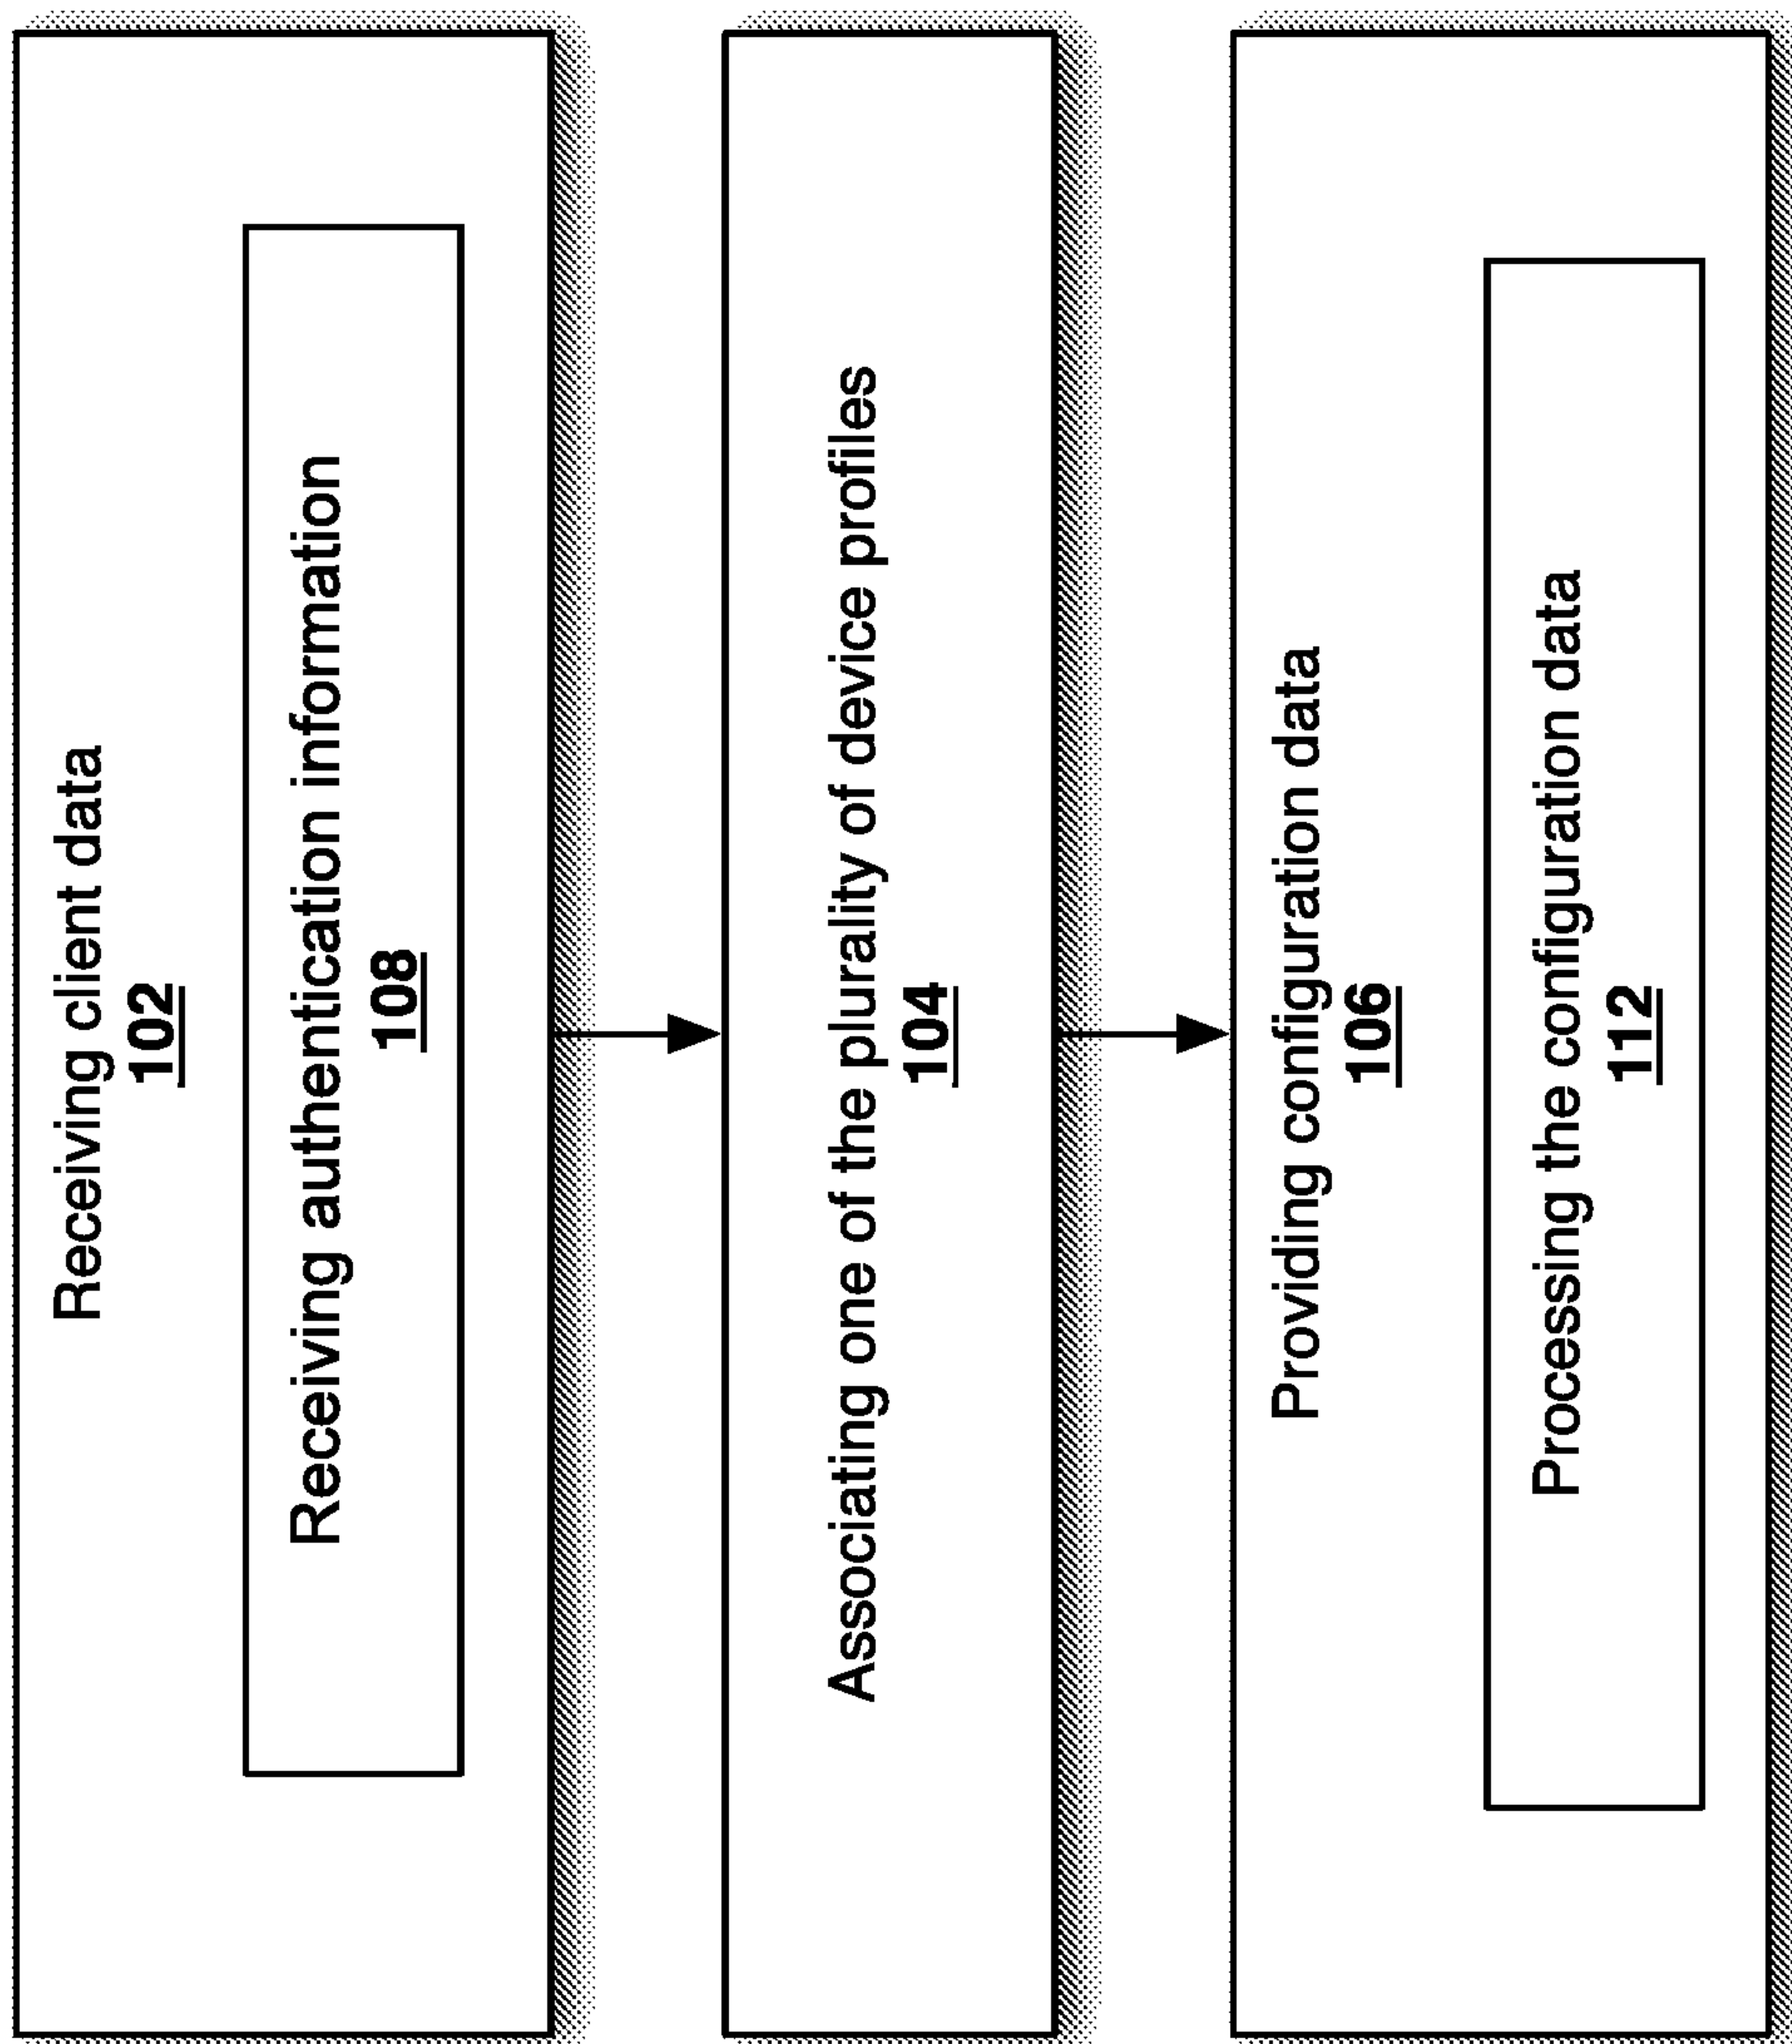 Receiving client data
102
Receiving authentication information
108
Associating one of the plurality of device profiles
104
Providing configuration data
106
Processing the configuration data
112